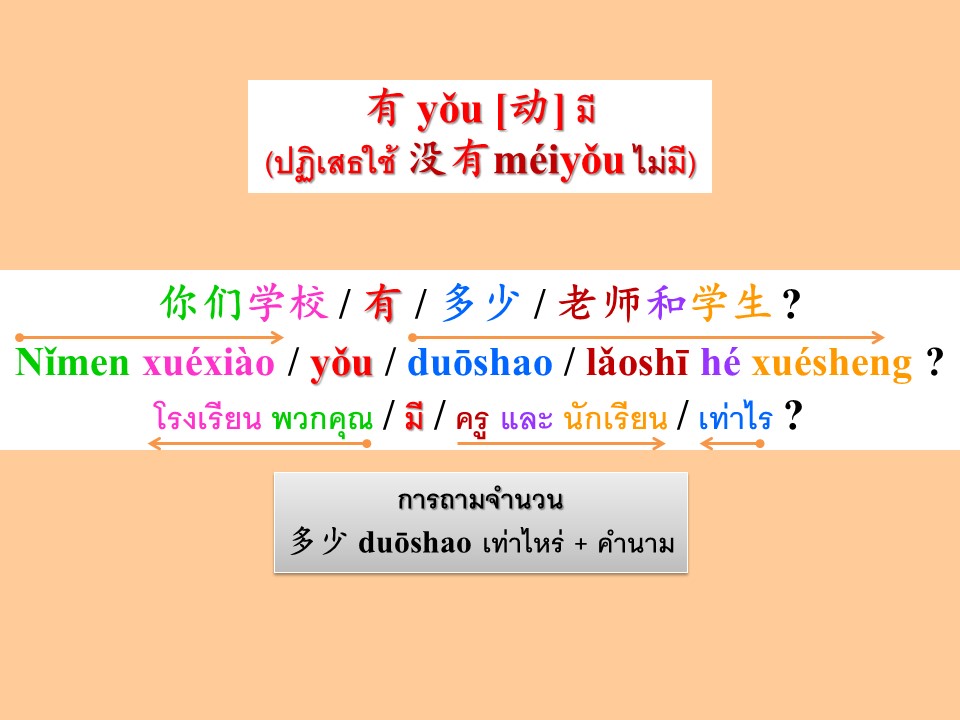 有 yǒu [动] มี
(ปฏิเสธใช้ 没有 méiyǒu ไม่มี)
你们学校 / 有 / 多少 / 老师和学生 ?
Nǐmen xuéxiào / yǒu / duōshao / lǎoshī hé xuésheng ?
โรงเรียน พวกคุณ / มี / ครู และ นักเรียน / เท่าไร ?
การถามจำนวน
多少 duōshao เท่าไหร่ + คำนาม